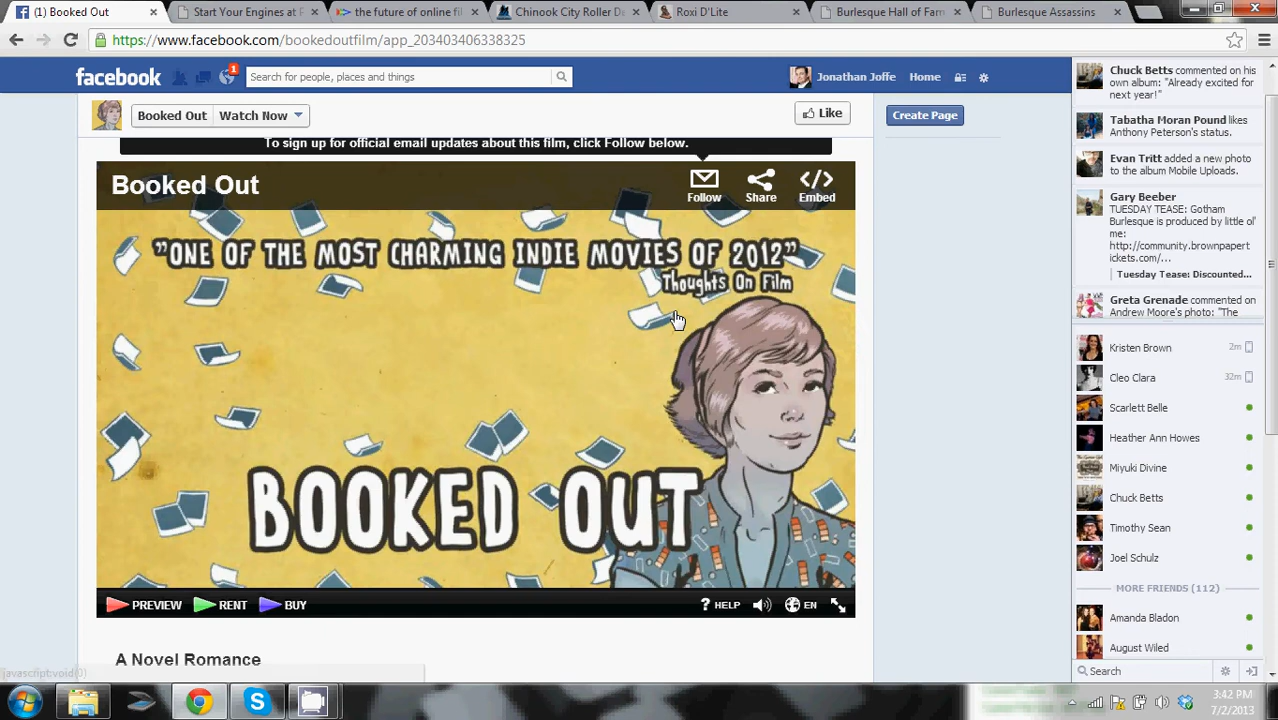 (1) Booked Out
Start Your Engines at E
the future of online fil
Chinook City Roller De
Roxi D'Lite
Burlesque Hall of Fam
Burlesque Assassins
https://www.facebook.com/bookedoutfilm/app_203403406338325
facebook
1
Search for people, places and things
Jonathan Joffe
Home
Booked Out
Watch Now
Like
Create Page
To sign up for official email updates about this film, click Follow below.
Booked Out
Follow
Share
Embed
"ONE OF THE MOST CHARMING INDIE MOVIES OF 2012"
Thoughts On Film
BOOKED OUT
PREVIEW
RENT
BUY
? HELP
EN
A Novel Romance
javascript:void(0)
Chuck Betts commented on his
own album: "Already excited for
next year!"
Tabatha Moran Pound likes
Anthony Peterson's status.
Evan Tritt added a new photo
to the album Mobile Uploads.
Gary Beeber
TUESDAY TEASE: Gotham
Burlesque is produced by little ol'
me:
http://community.brownpaper
tickets.com/...
Tuesday Tease: Discounted...
Greta Grenade commented on
Andrew Moore's photo: "The
Kristen Brown
2m
Cleo Clara
32m
Scarlett Belle
Heather Ann Howes
Miyuki Divine
Chuck Betts
Timothy Sean
Joel Schulz
MORE FRIENDS (112)
Amanda Bladon
August Wiled
Search
3:42 PM
7/2/2013